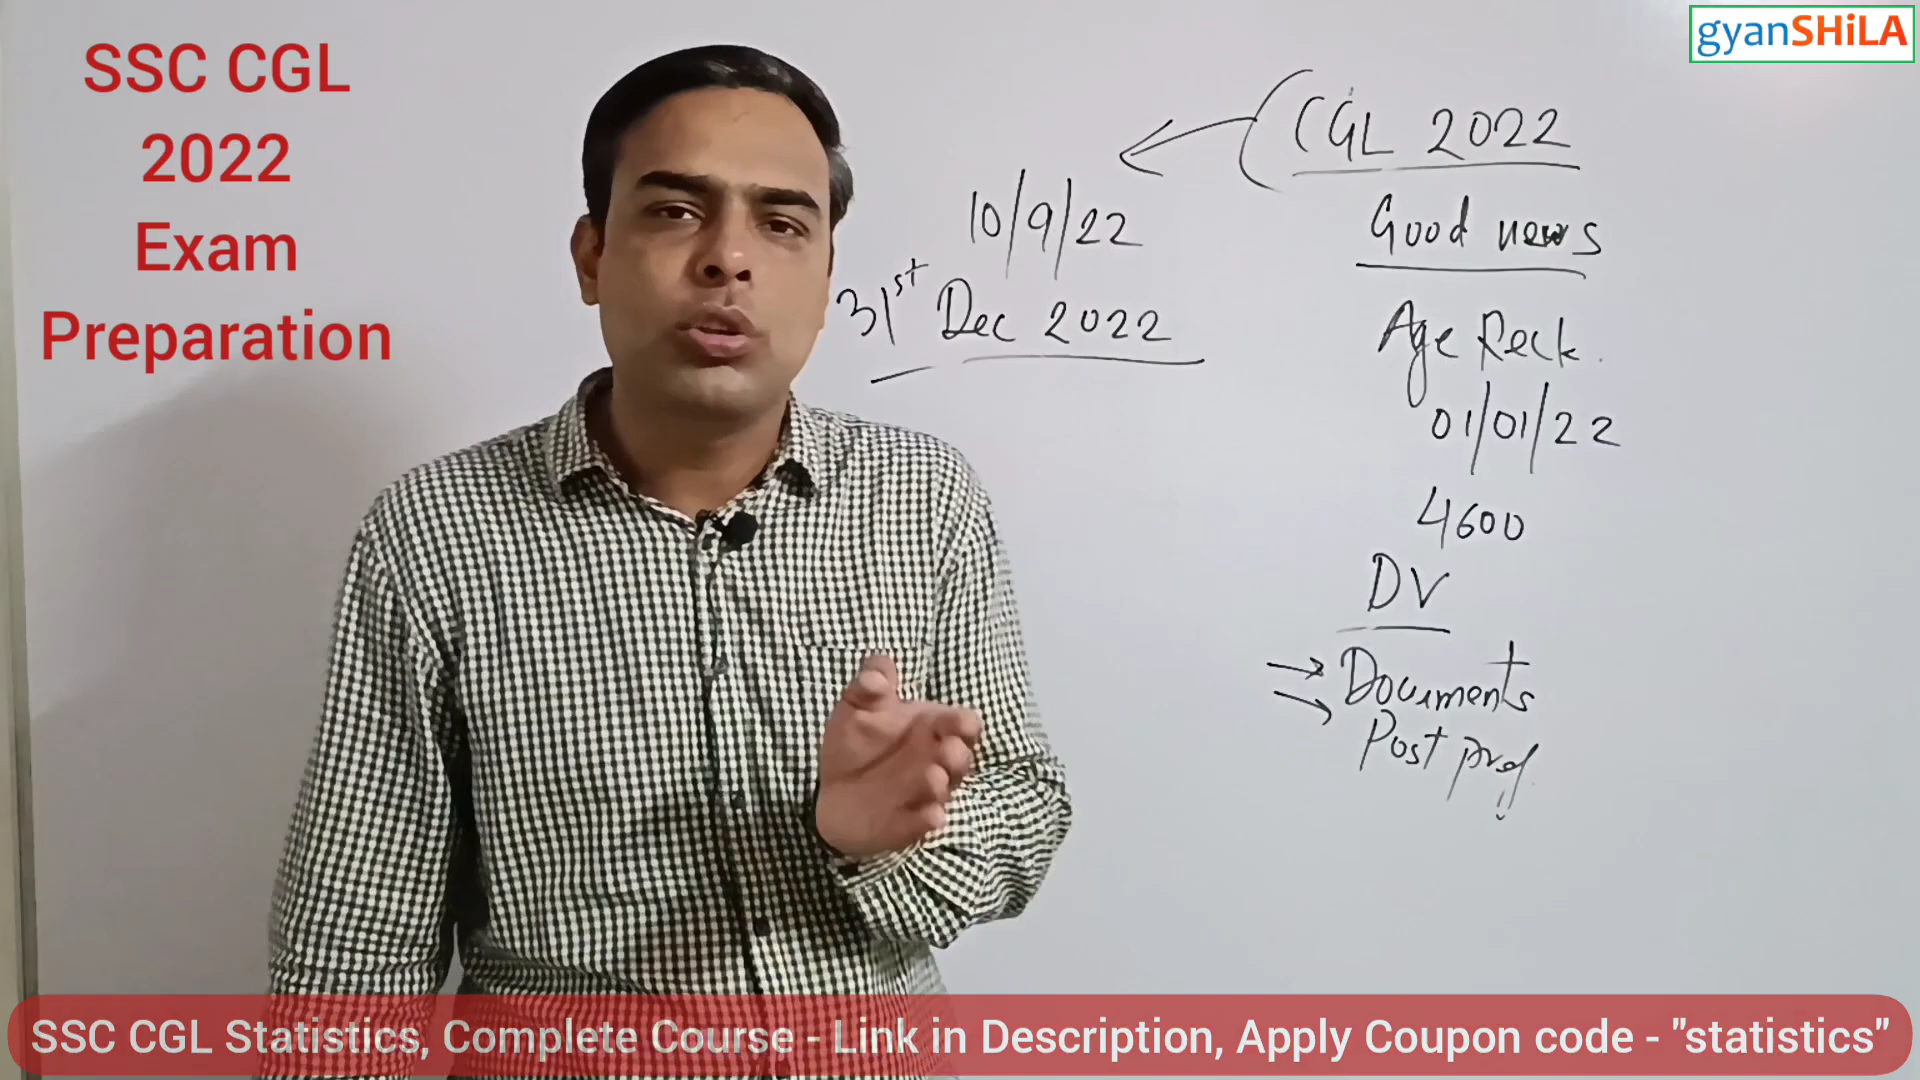 SSC CGL
2022
Exam
Preparation
gyanSHiLA
CGL 2022
Good news
Age Reck.
01/01/22
4600
DV
Documents
Post pref.
10/9/22
31st Dec 2022
SSC CGL Statistics, Complete Course - Link in Description, Apply Coupon code - "statistics"